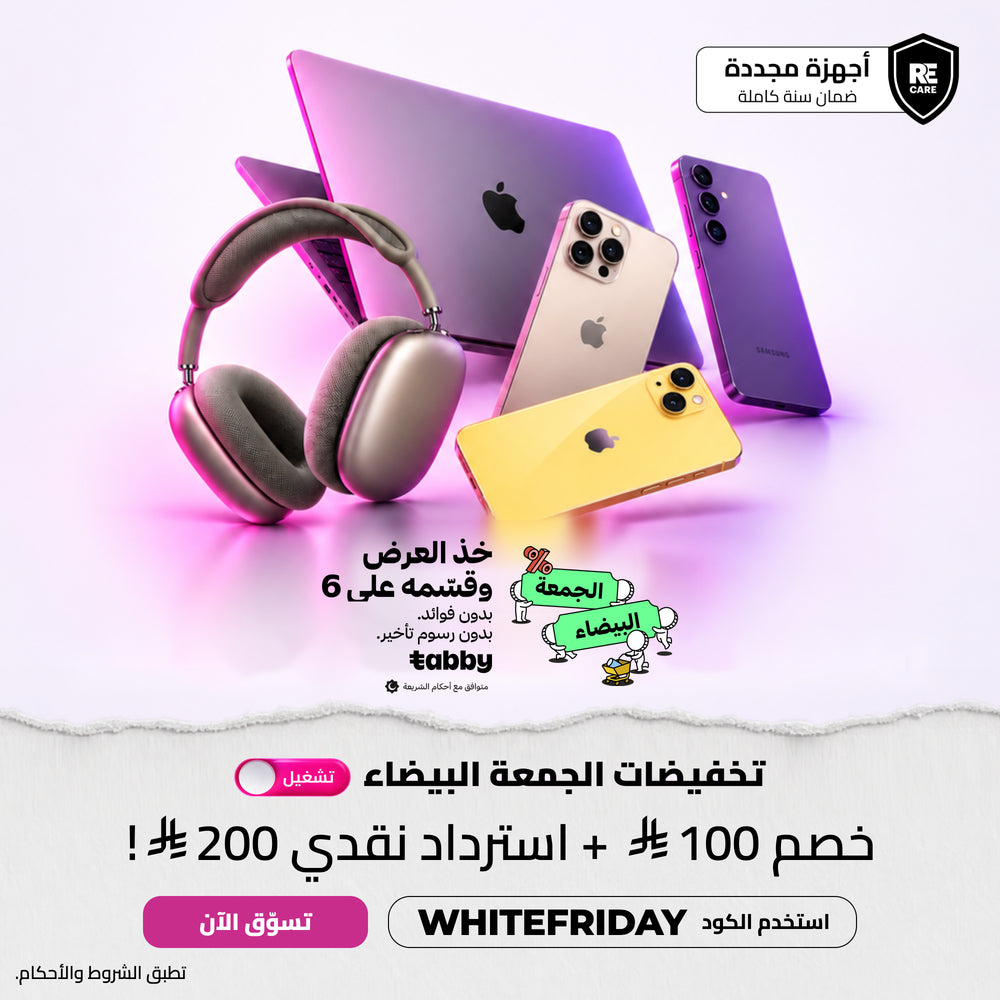 أجهزة مجددة
ضمان سنة كاملة
RE
CARE
SAMSUNG
خذ العرض
وقسّمه على 6
بدون فوائد.
بدون رسوم تأخير.
tabby
متوافق مع أحكام الشريعة
%
الجمعة
البيضاء
تخفيضات الجمعة البيضاء
تشغيل
خصم 100 ⃁ + استرداد نقدي 200 ⃁!
استخدم الكود WHITEFRIDAY
تسوّق الآن
تطبق الشروط والأحكام.